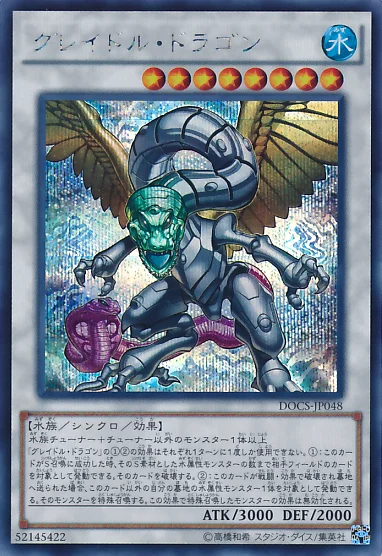 グレイドル・ドラゴン
水
DOCS-JP048
【水族／シンクロ／効果】
水族チューナー＋チューナー以外のモンスター1体以上
「グレイドル・ドラゴン」の①②の効果はそれぞれ1ターンに1度しか使用できない。①：この
カードがS召喚に成功した時、そのS素材とした水属性モンスターの数まで相手フィールドのカード
を対象として発動できる。そのカードを破壊する。②：このカードが戦闘・効果で破壊され墓地
へ送られた場合、このカード以外の自分の墓地の水属性モンスター1体を対象として発動できる。
そのモンスターを特殊召喚する。この効果で特殊召喚したモンスターの効果は無効化される。
ATK/3000 DEF/2000
52145422
©高橋和希 スタジオ・ダイス/集英社